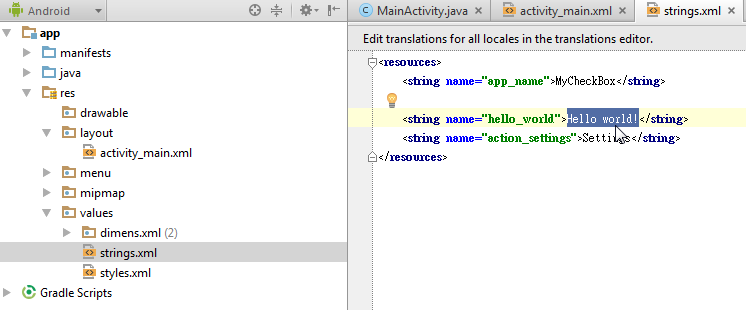 Android
app
manifests
java
res
drawable
layout
activity_main.xml
menu
mipmap
values
dimens.xml (2)
strings.xml
styles.xml
Gradle Scripts
MainActivity.java
activity_main.xml
strings.xml
Edit translations for all locales in the translations editor.
<resources>
<string name="app_name">MyCheckBox</string>
<string name="hello_world">Hello world!</string>
<string name="action_settings">Settings</string>
</resources>